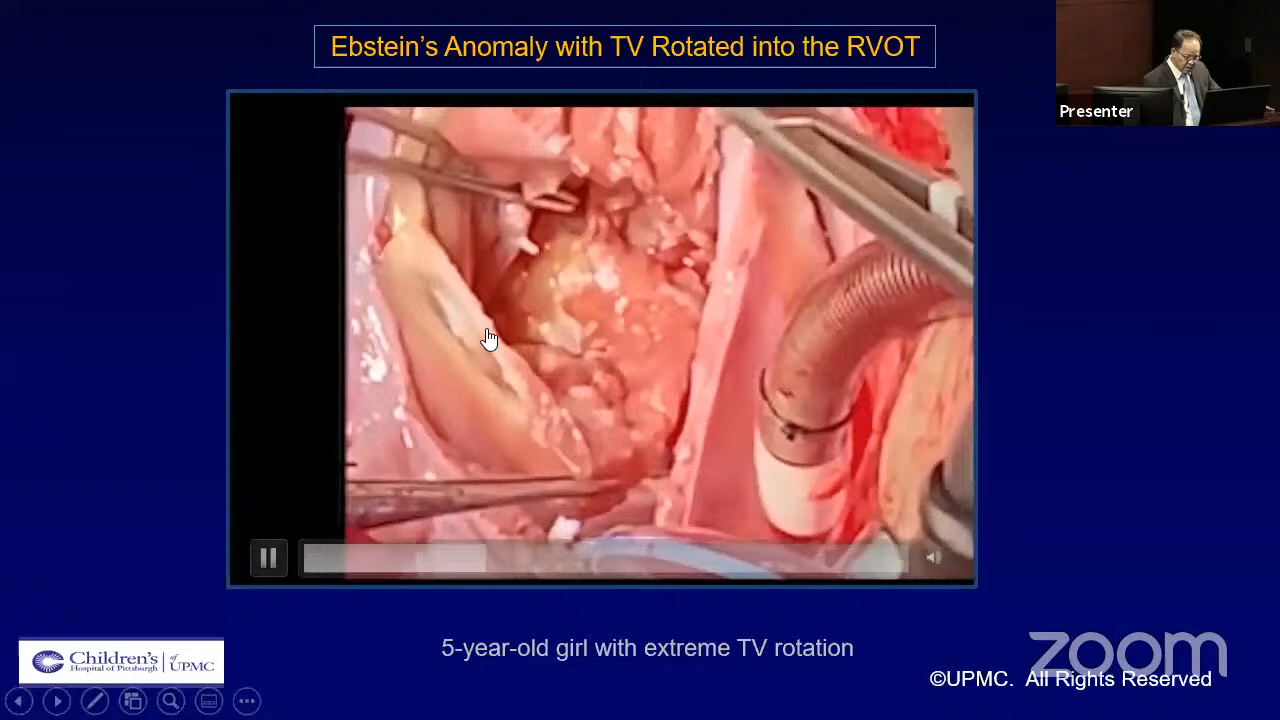 Ebstein's Anomaly with TV Rotated into the RVOT
Presenter
5-year-old girl with extreme TV rotation
Children's
Hospital of Pittsburgh
of
UPMC
zoom
©UPMC. All Rights Reserved